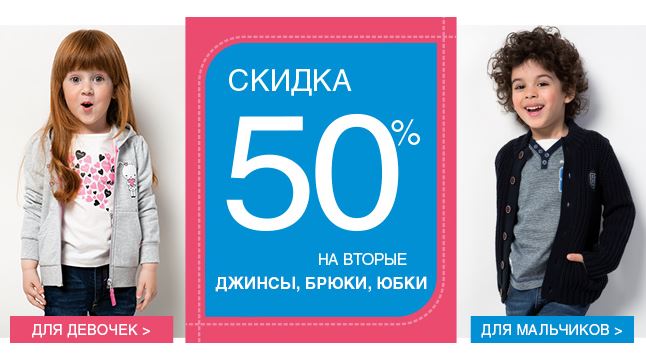 СКИДКА
50%
НА ВТОРЫЕ
ДЖИНСЫ, БРЮКИ, ЮБКИ
ДЛЯ ДЕВОЧЕК >
ДЛЯ МАЛЬЧИКОВ >